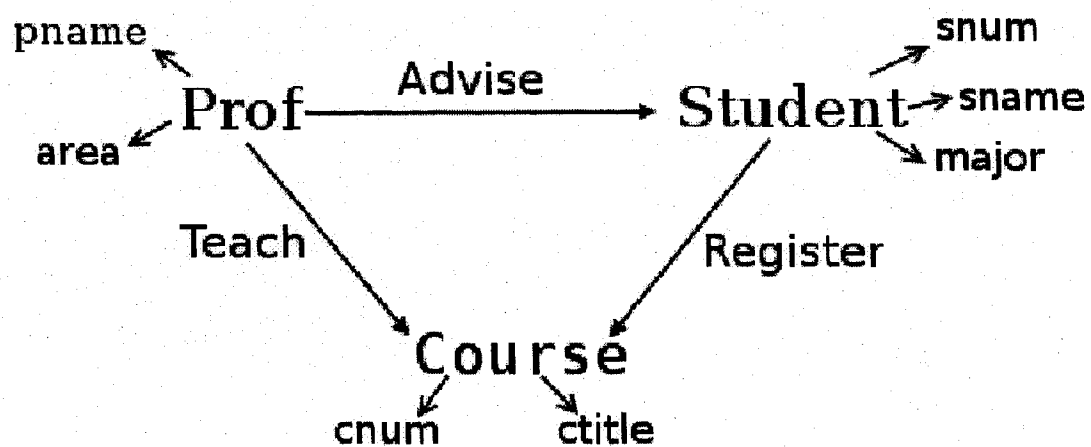 pname
snum
Advise
Prof
Student
sname
area
major
Teach
Register
Course
cnum
ctitle